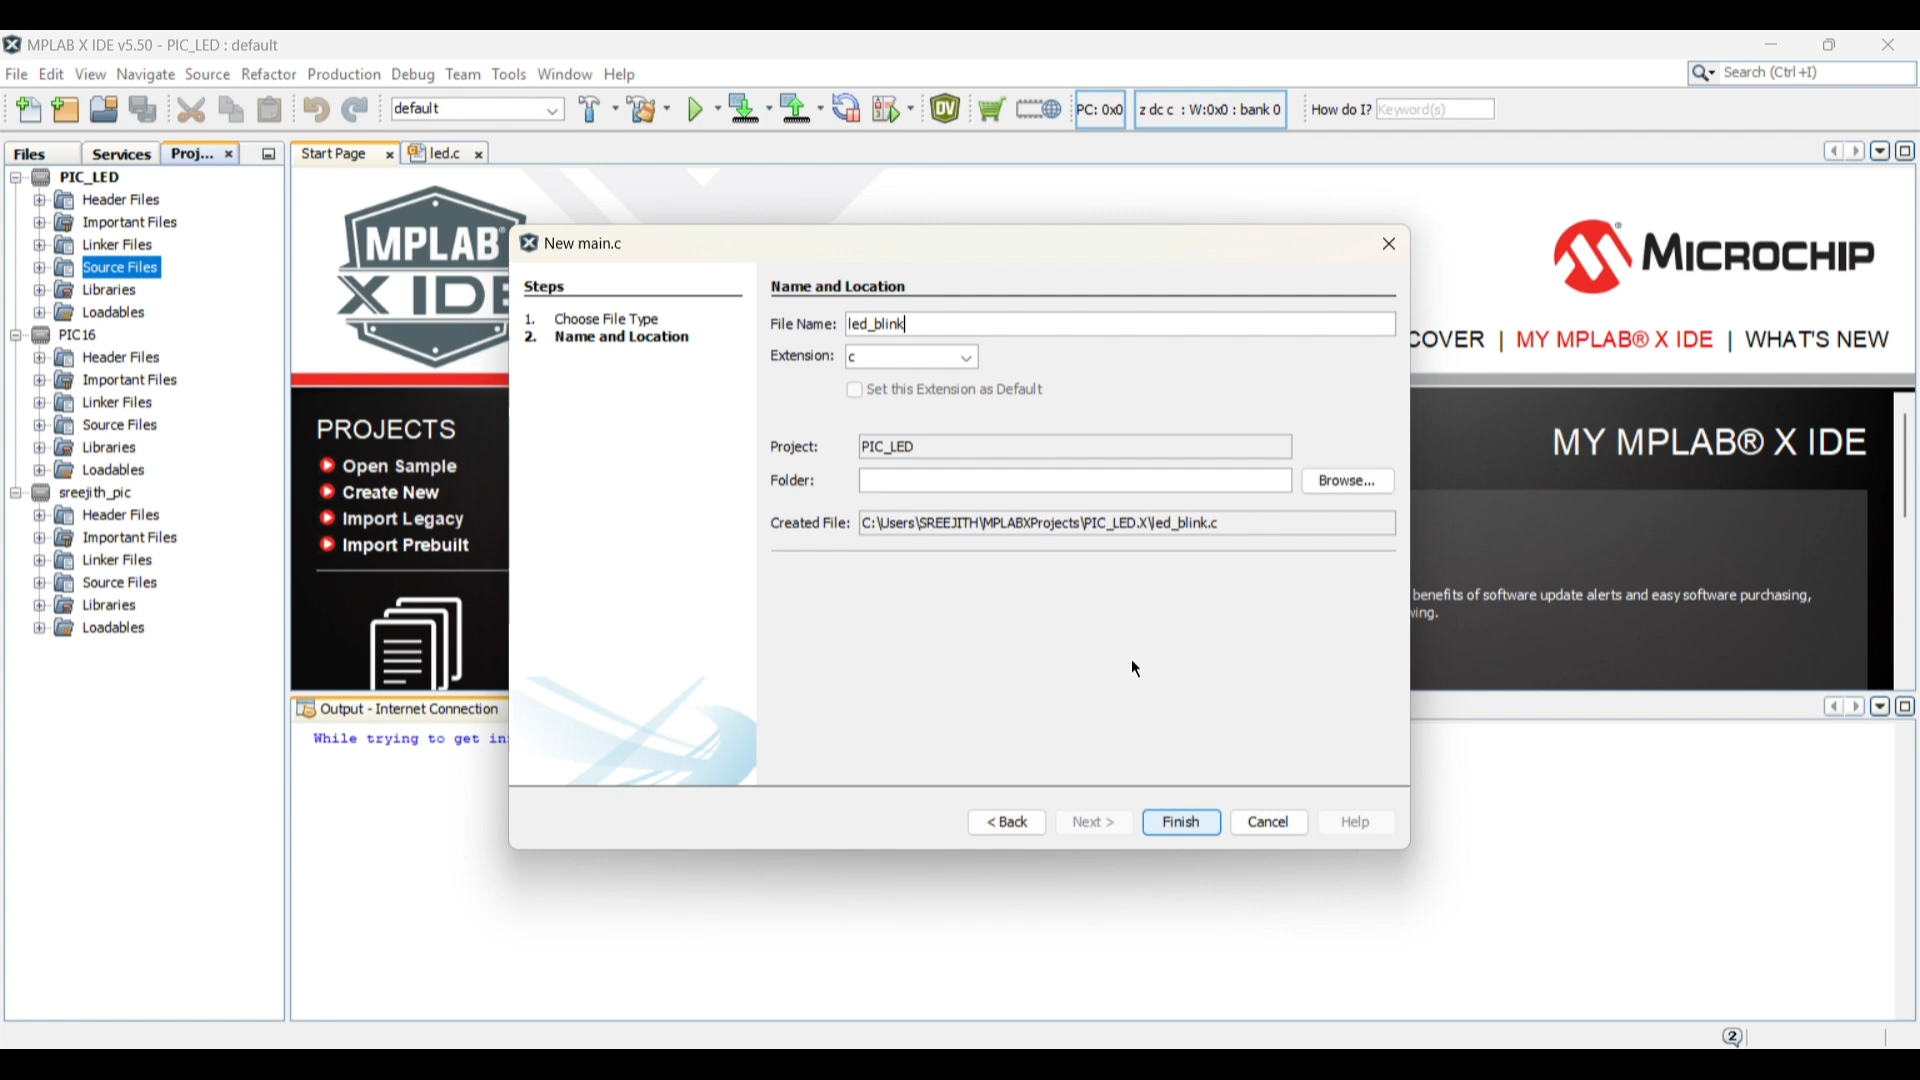 MPLAB X IDE v5.50 - PIC_LED : default
File Edit View Navigate Source Refactor Production Debug Team Tools Window Help
Search (Ctrl+I)
default
PC: 0x0
z dc c : W:0x0 : bank 0
How do I? Keyword(s)
Files Services Proj...
Start Page led.c
PIC_LED
Header Files
Important Files
Linker Files
Source Files
Libraries
Loadables
PIC16
Header Files
Important Files
Linker Files
Source Files
Libraries
Loadables
sreejith_pic
Header Files
Important Files
Linker Files
Source Files
Libraries
Loadables
MPLAB®
X IDE
MICROCHIP
COVER | MY MPLAB® X IDE | WHAT'S NEW
PROJECTS
Open Sample
Create New
Import Legacy
Import Prebuilt
MY MPLAB® X IDE
benefits of software update alerts and easy software purchasing,
New main.c
Steps
1. Choose File Type
2. Name and Location
Name and Location
File Name: led_blink
Extension: c
Set this Extension as Default
Project: PIC_LED
Folder: Browse...
Created File: C:\Users\SREEJITH\MPLABXProjects\PIC_LED.X\led_blink.c
< Back Next > Finish Cancel Help
Output - Internet Connection
While trying to get
2